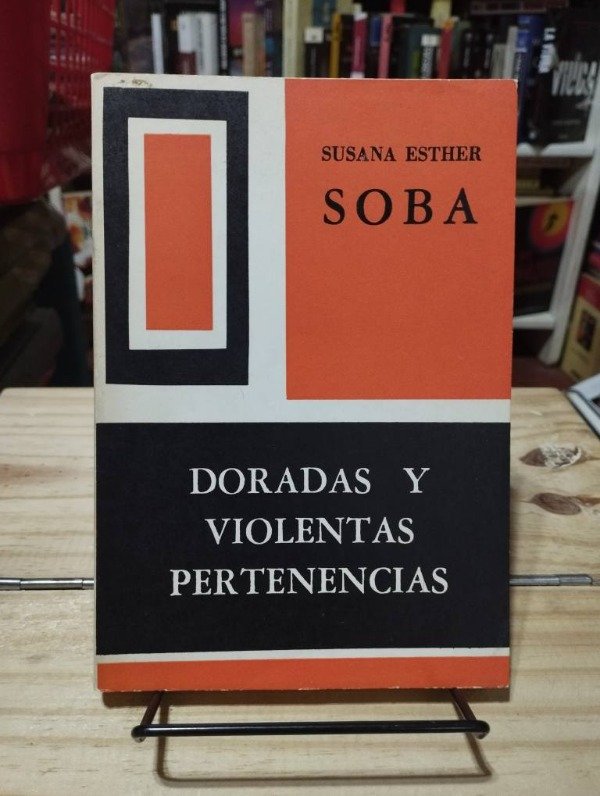 SUSANA ESTHER
SOBA
DORADAS Y
VIOLENTAS
PERTENENCIAS